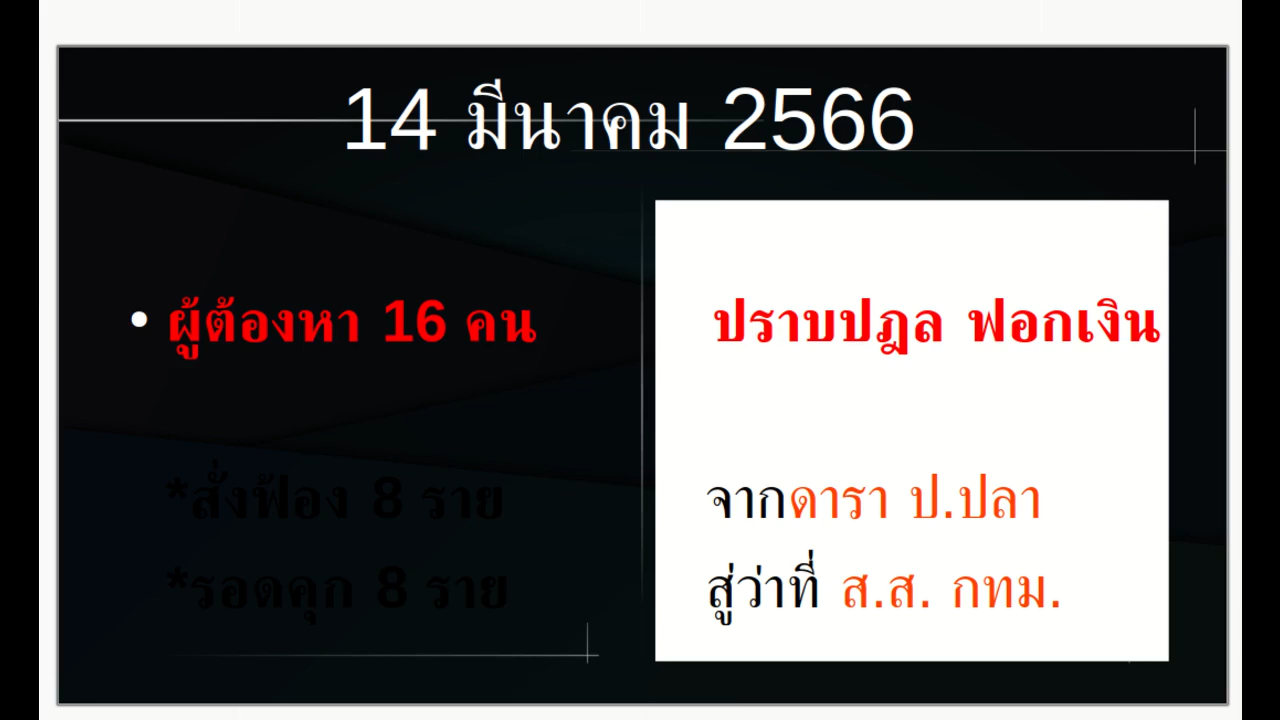 14 มีนาคม 2566
• ผู้ต้องหา 16 คน
*สั่งฟ้อง 8 ราย
*รอดคุก 8 ราย
ปราบปฎล ฟอกเงิน
จากดารา ป.ปลา
สู่ว่าที่ ส.ส. กทม.